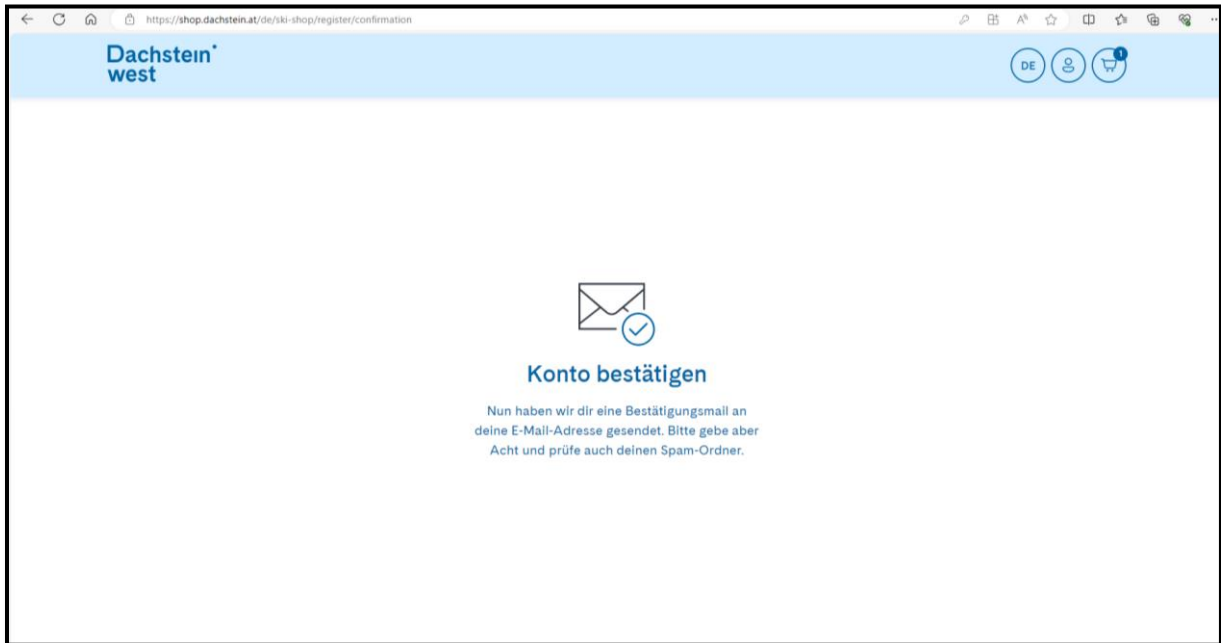 https://shop.dachstein.at/de/ski-shop/register/confirmation
Dachstein
west
DE
1
Konto bestätigen
Nun haben wir dir eine Bestätigungsmail an
deine E-Mail-Adresse gesendet. Bitte gebe aber
Acht und prüfe auch deinen Spam-Ordner.